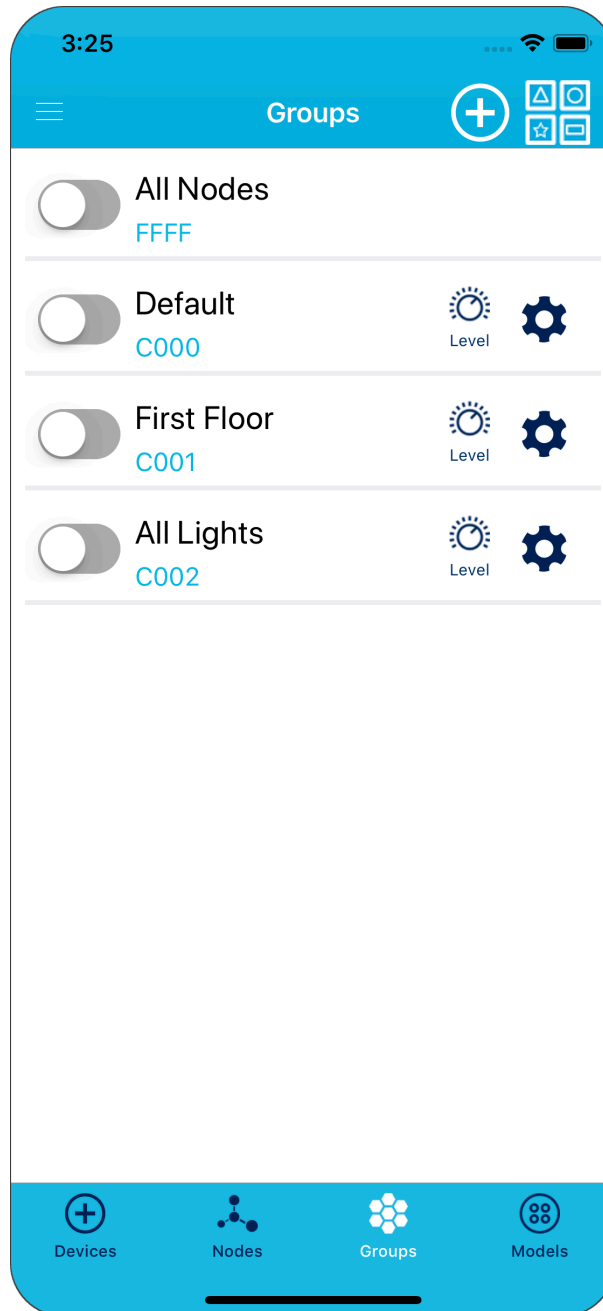 3:25
Groups
All Nodes
FFFF
Default
C000
Level
First Floor
C001
Level
All Lights
C002
Level
Devices
Nodes
Groups
Models